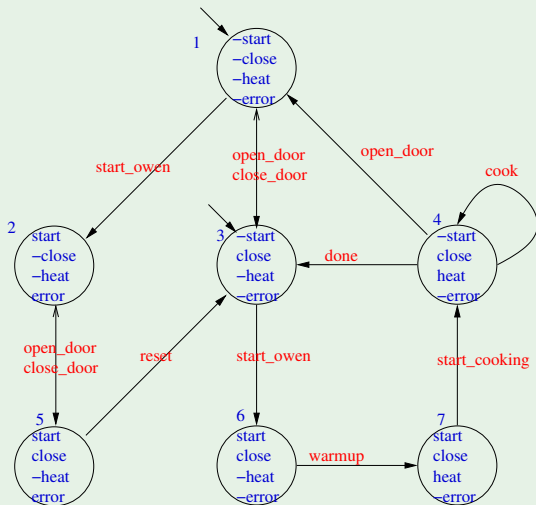 1
−start
−close
−heat
−error
start_owen
open_door
close_door
open_door
cook
2
start
−close
−heat
error
3
−start
close
−heat
−error
done
4
−start
close
heat
−error
open_door
close_door
reset
start_owen
start_cooking
5
start
close
−heat
error
6
start
close
−heat
−error
warmup
7
start
close
heat
−error